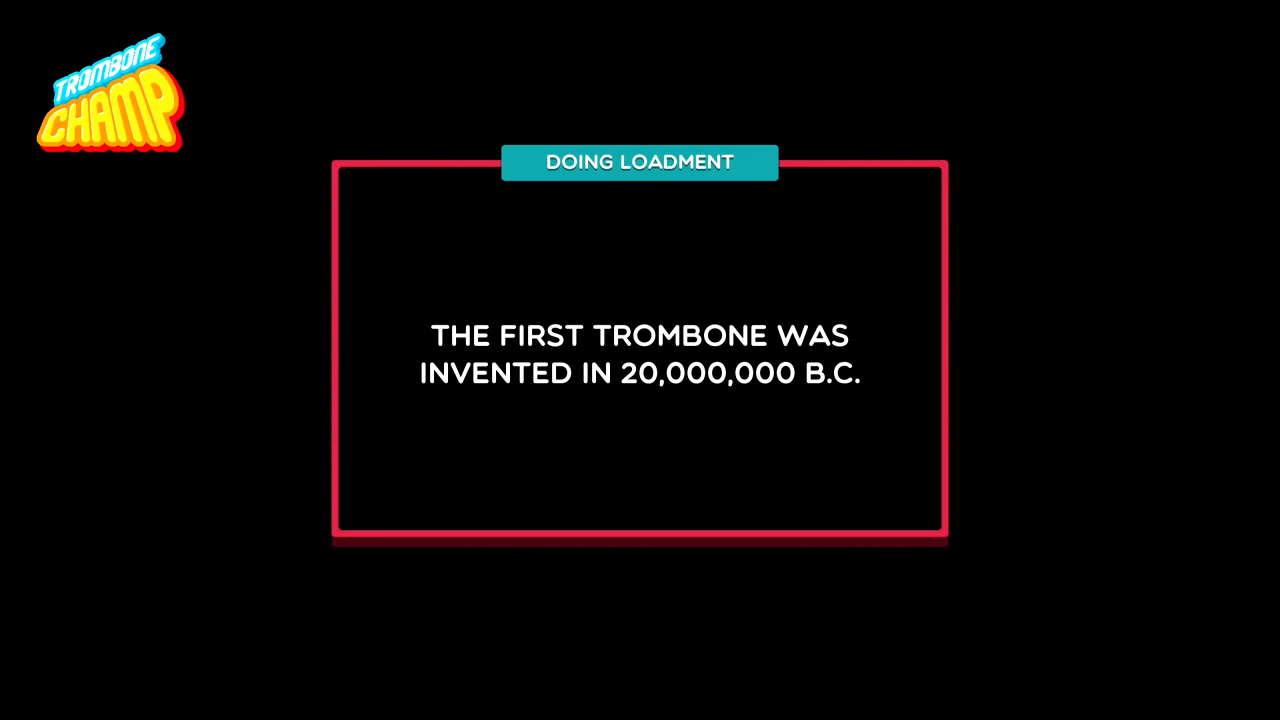 TROMBONE
CHAMP
DOING LOADMENT
THE FIRST TROMBONE WAS
INVENTED IN 20,000,000 B.C.